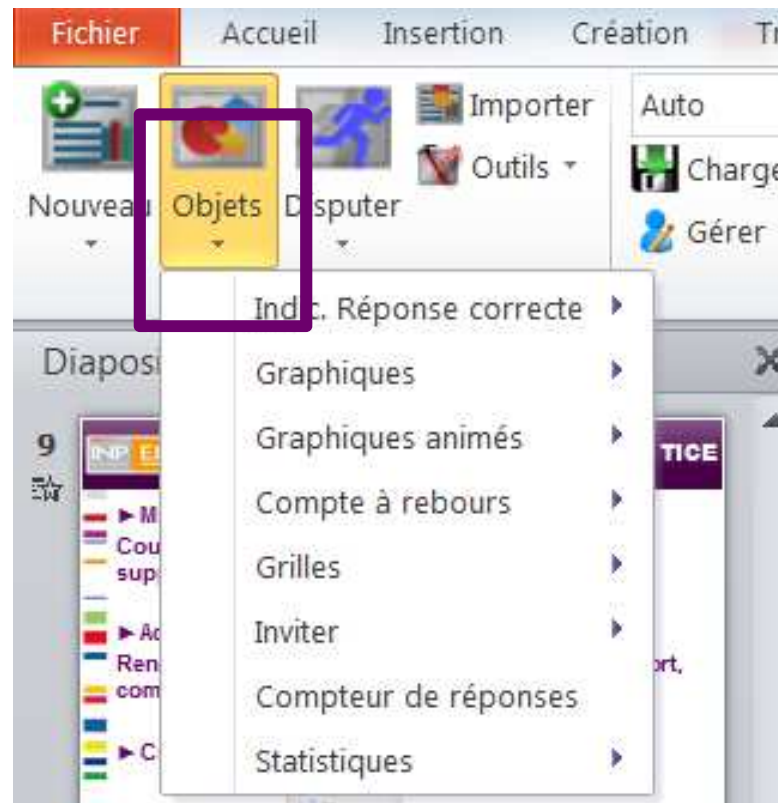 Fichier Accueil Insertion Création
Importer Auto
Outils
Nouveau Objets Disputer Gérer
Indic. Réponse correcte
Graphiques
9 Graphiques animés TICE
INP
Compte à rebours
Grilles
Inviter
Compteur de réponses
Statistiques